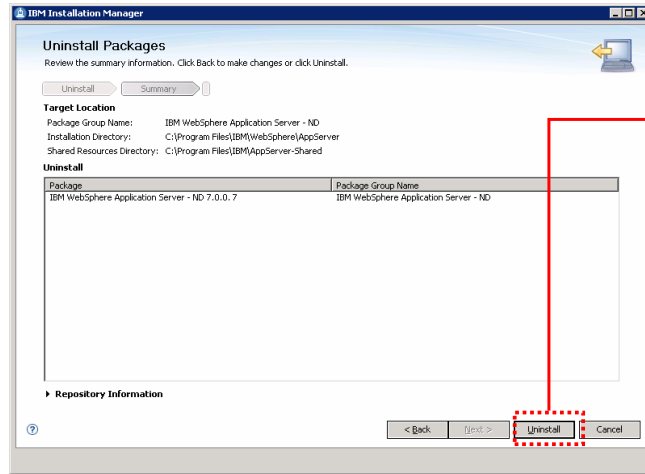 IBM Installation Manager
Uninstall Packages
Review the summary information. Click Back to make changes or click Uninstall.
Uninstall Summary
Target Location
Package Group Name: IBM WebSphere Application Server - ND
Installation Directory: C:\Program Files\IBM\WebSphere\AppServer
Shared Resources Directory: C:\Program Files\IBM\AppServer-Shared
Uninstall
Package Package Group Name
IBM WebSphere Application Server - ND 7.0.0.7 IBM WebSphere Application Server - ND
Repository Information
? < Back Next > Uninstall Cancel